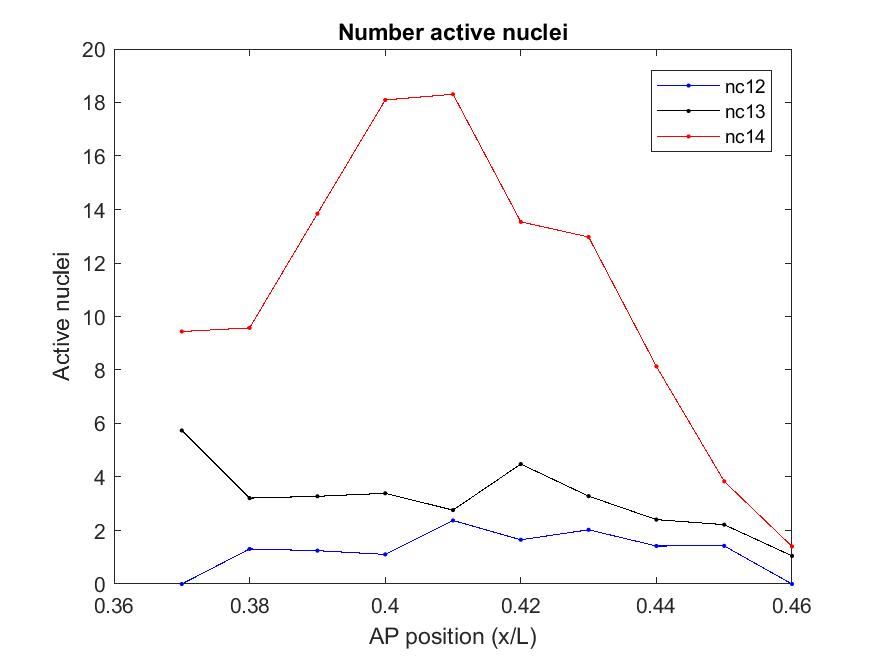 Number active nuclei
20
18
16
14
12
10
8
6
4
2
0
Active nuclei
nc12
nc13
nc14
0.36
0.38
0.4
0.42
0.44
0.46
AP position (x/L)